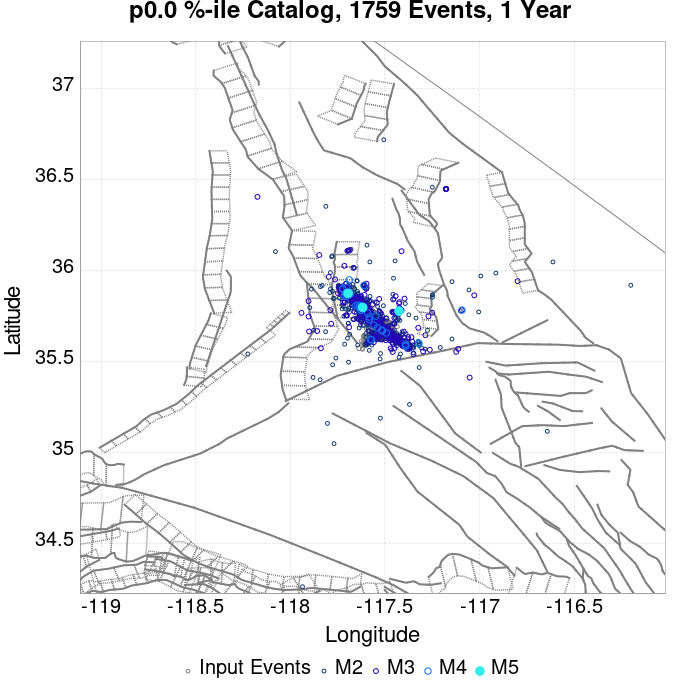 p0.0 %-ile Catalog, 1759 Events, 1 Year
37
36.5
36
35.5
35
34.5
Latitude
-119 -118.5 -118 -117.5 -117 -116.5
Longitude
Input Events M2 M3 M4 M5